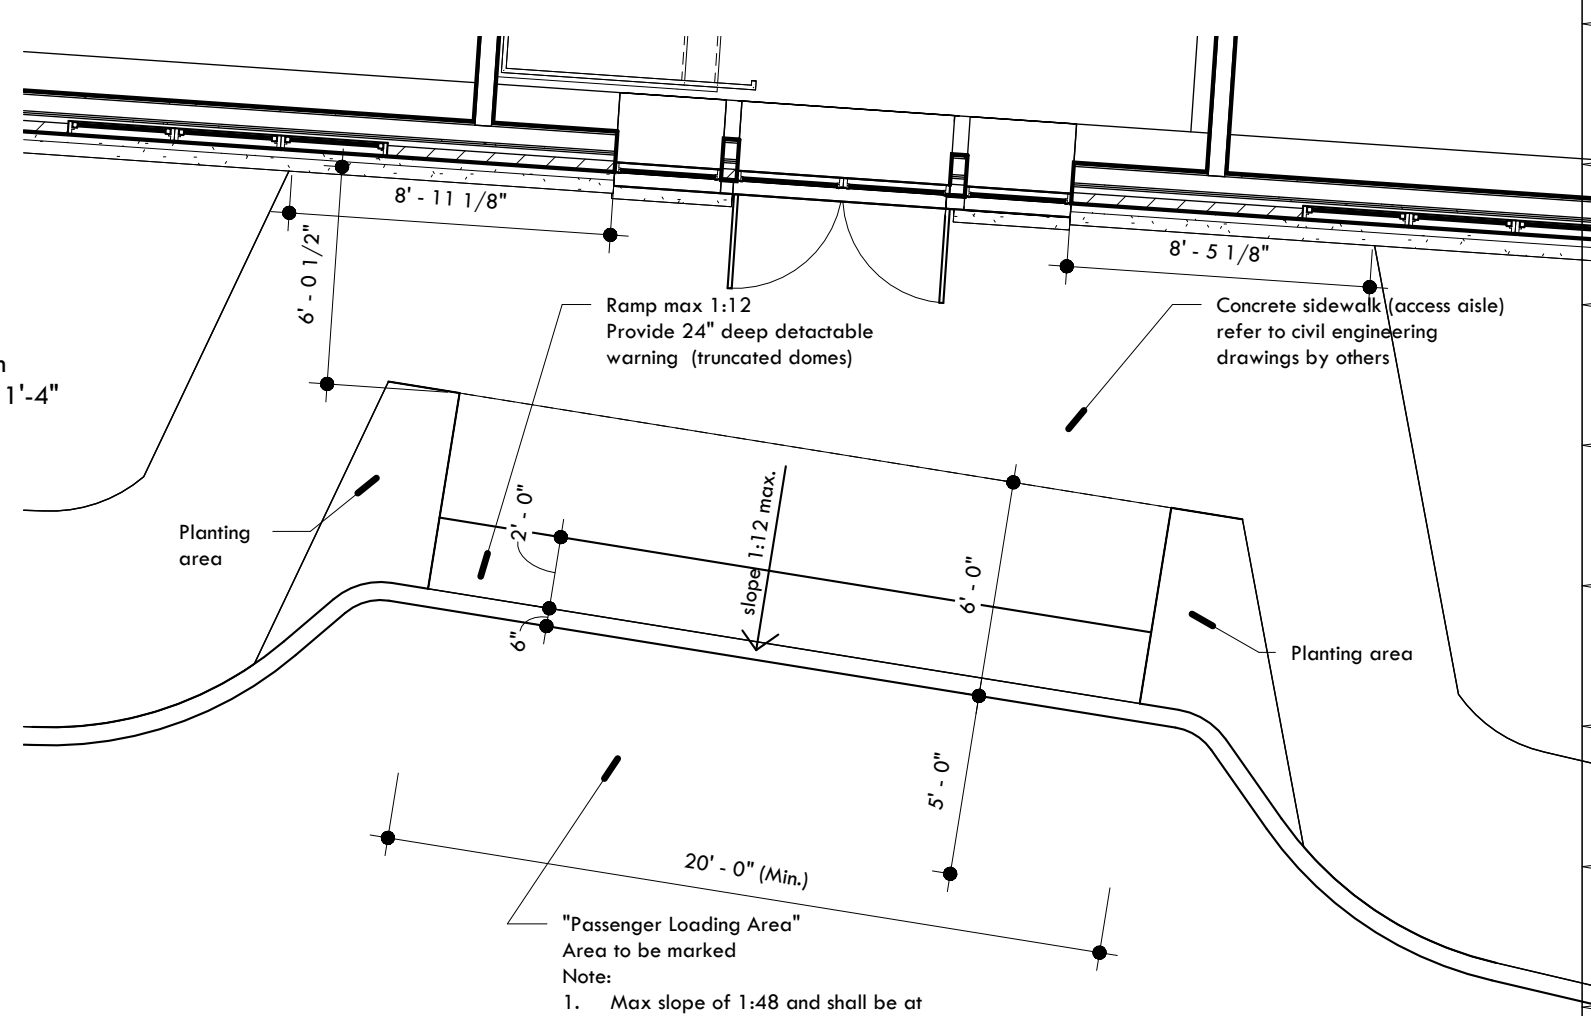 8' - 11 1/8"
8' - 5 1/8"
6' - 0 1/2"
Ramp max 1:12
Provide 24" deep detactable
warning (truncated domes)
Concrete sidewalk (access aisle)
refer to civil engineering
drawings by others
1'-4"
2' - 0"
slope 1:12 max.
6' - 0"
Planting
area
6"
Planting area
5' - 0"
20' - 0" (Min.)
"Passenger Loading Area"
Area to be marked
Note:
1. Max slope of 1:48 and shall be at